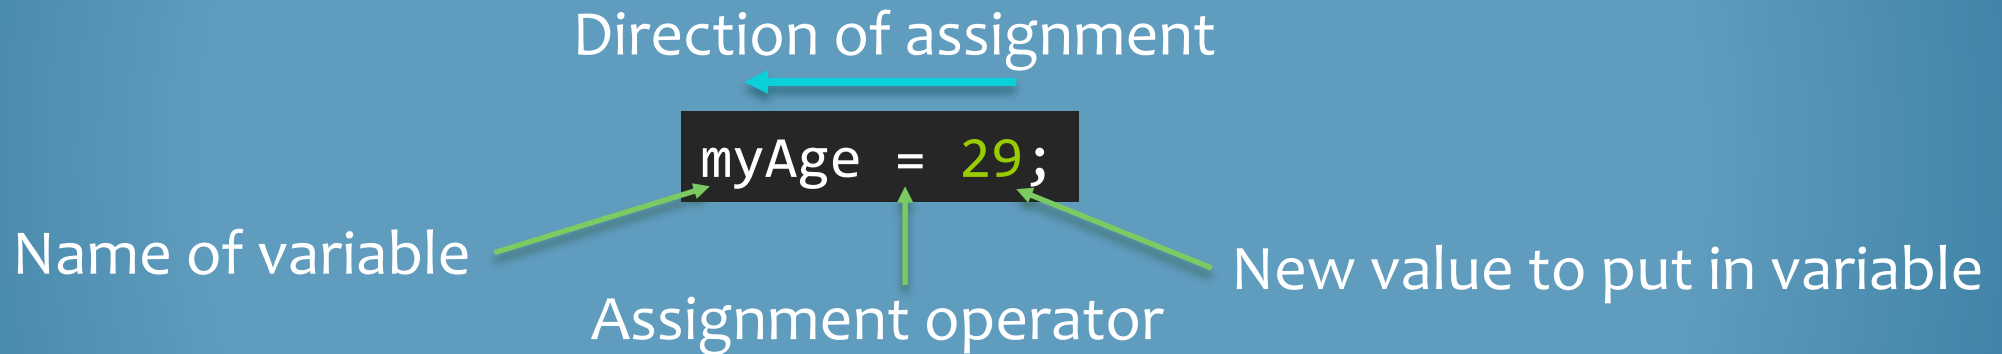 Direction of assignment
myAge = 29;
Name of variable
New value to put in variable
Assignment operator